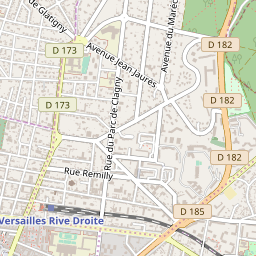 de Glatigny
D 173
Avenue Jean Jaurès
Avenue du Maréc
D 182
D 173
D 182
Rue du Parc de Clagny
D 182
Rue Remilly
D 185
Versailles Rive Droite